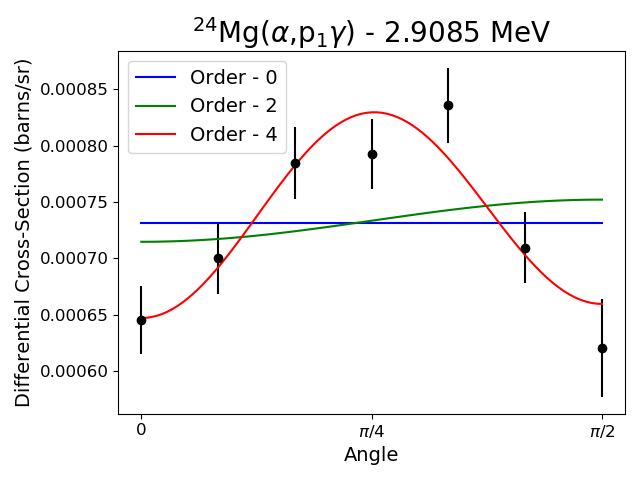 ²⁴Mg(α,p₁γ) - 2.9085 MeV
Order - 0
Order - 2
Order - 4
Differential Cross-Section (barns/sr)
0.00085
0.00080
0.00075
0.00070
0.00065
0.00060
0 π/4 π/2
Angle